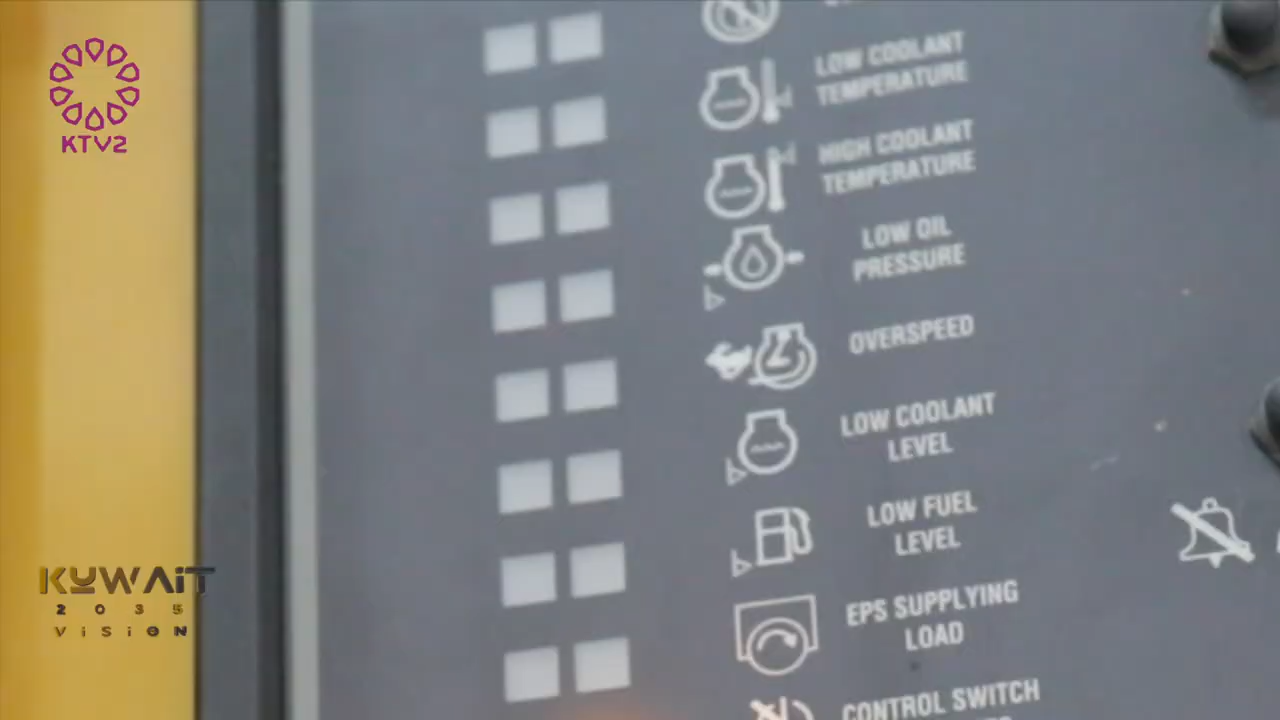 KTV2
LOW COOLANT
TEMPERATURE
HIGH COOLANT
TEMPERATURE
LOW OIL
PRESSURE
OVERSPEED
LOW COOLANT
LEVEL
LOW FUEL
LEVEL
EPS SUPPLYING
LOAD
CONTROL SWITCH
KUWAiT
2035
ViSiON